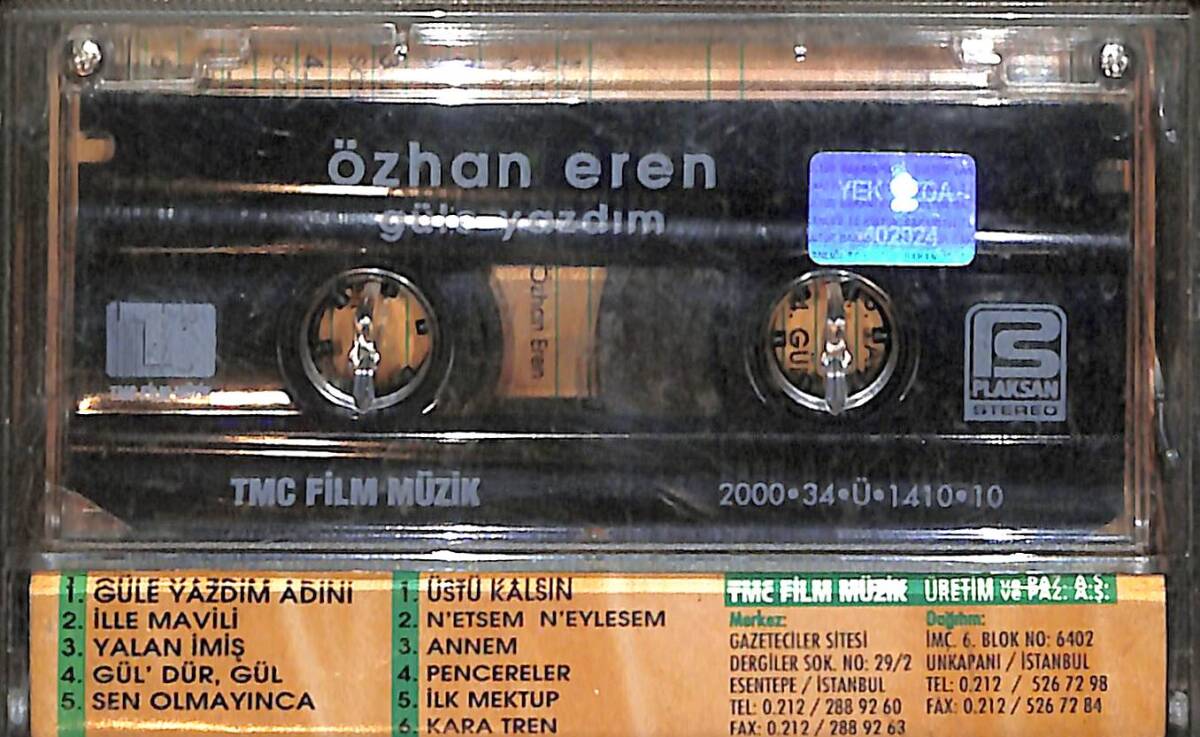 özhan eren
güle yazdım
402024
Özhan Eren
4. GÜ
PLAKSAN
STEREO
TMC FİLM MÜZİK
2000•34•Ü•1410•10
1. GÜLE YAZDIM ADINI
2. İLLE MAVİLİ
3. YALAN İMİŞ
4. GÜL' DÜR, GÜL
5. SEN OLMAYINCA
1. ÜSTÜ KALSIN
2. N'ETSEM N'EYLESEM
3. ANNEM
4. PENCERELER
5. İLK MEKTUP
6. KARA TREN
TMC FİLM MÜZİK ÜRETİM ve PAZ. A.Ş.
Merkez:
GAZETECİLER SİTESİ
DERGİLER SOK. NO: 29/2
ESENTEPE / İSTANBUL
TEL: 0.212 / 288 92 60
FAX: 0.212 / 288 92 63
Dağıtım:
İMÇ. 6. BLOK NO: 6402
UNKAPANI / İSTANBUL
TEL: 0.212 / 526 72 98
FAX: 0.212 / 526 72 84